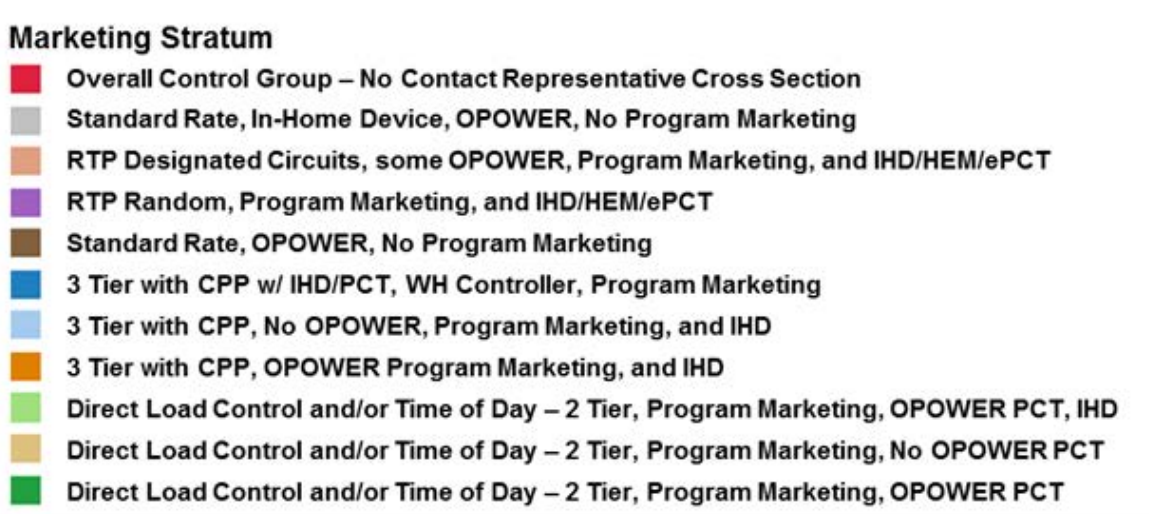 Marketing Stratum
Overall Control Group – No Contact Representative Cross Section
Standard Rate, In-Home Device, OPOWER, No Program Marketing
RTP Designated Circuits, some OPOWER, Program Marketing, and IHD/HEM/ePCT
RTP Random, Program Marketing, and IHD/HEM/ePCT
Standard Rate, OPOWER, No Program Marketing
3 Tier with CPP w/ IHD/PCT, WH Controller, Program Marketing
3 Tier with CPP, No OPOWER, Program Marketing, and IHD
3 Tier with CPP, OPOWER Program Marketing, and IHD
Direct Load Control and/or Time of Day – 2 Tier, Program Marketing, OPOWER PCT, IHD
Direct Load Control and/or Time of Day – 2 Tier, Program Marketing, No OPOWER PCT
Direct Load Control and/or Time of Day – 2 Tier, Program Marketing, OPOWER PCT